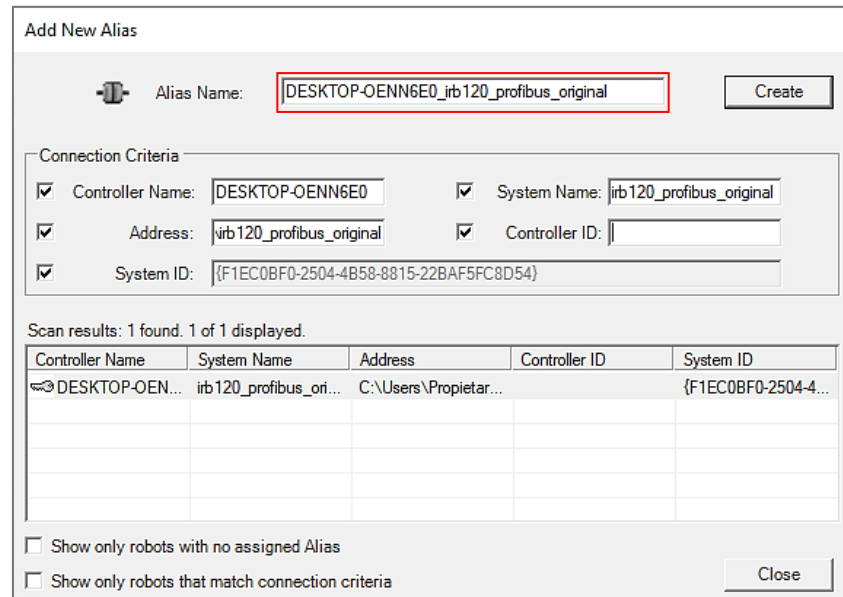 Add New Alias
Alias Name: DESKTOP-OENN6E0_irb120_profibus_original Create
Connection Criteria
Controller Name: DESKTOP-OENN6E0 System Name: irb120_profibus_original
Address: \irb120_profibus_original Controller ID:
System ID: {F1EC0BF0-2504-4B58-8815-22BAF5FC8D54}
Scan results: 1 found. 1 of 1 displayed.
Controller Name System Name Address Controller ID System ID
DESKTOP-OEN... irb120_profibus_ori... C:\Users\Propietar... {F1EC0BF0-2504-4...
Show only robots with no assigned Alias
Show only robots that match connection criteria Close